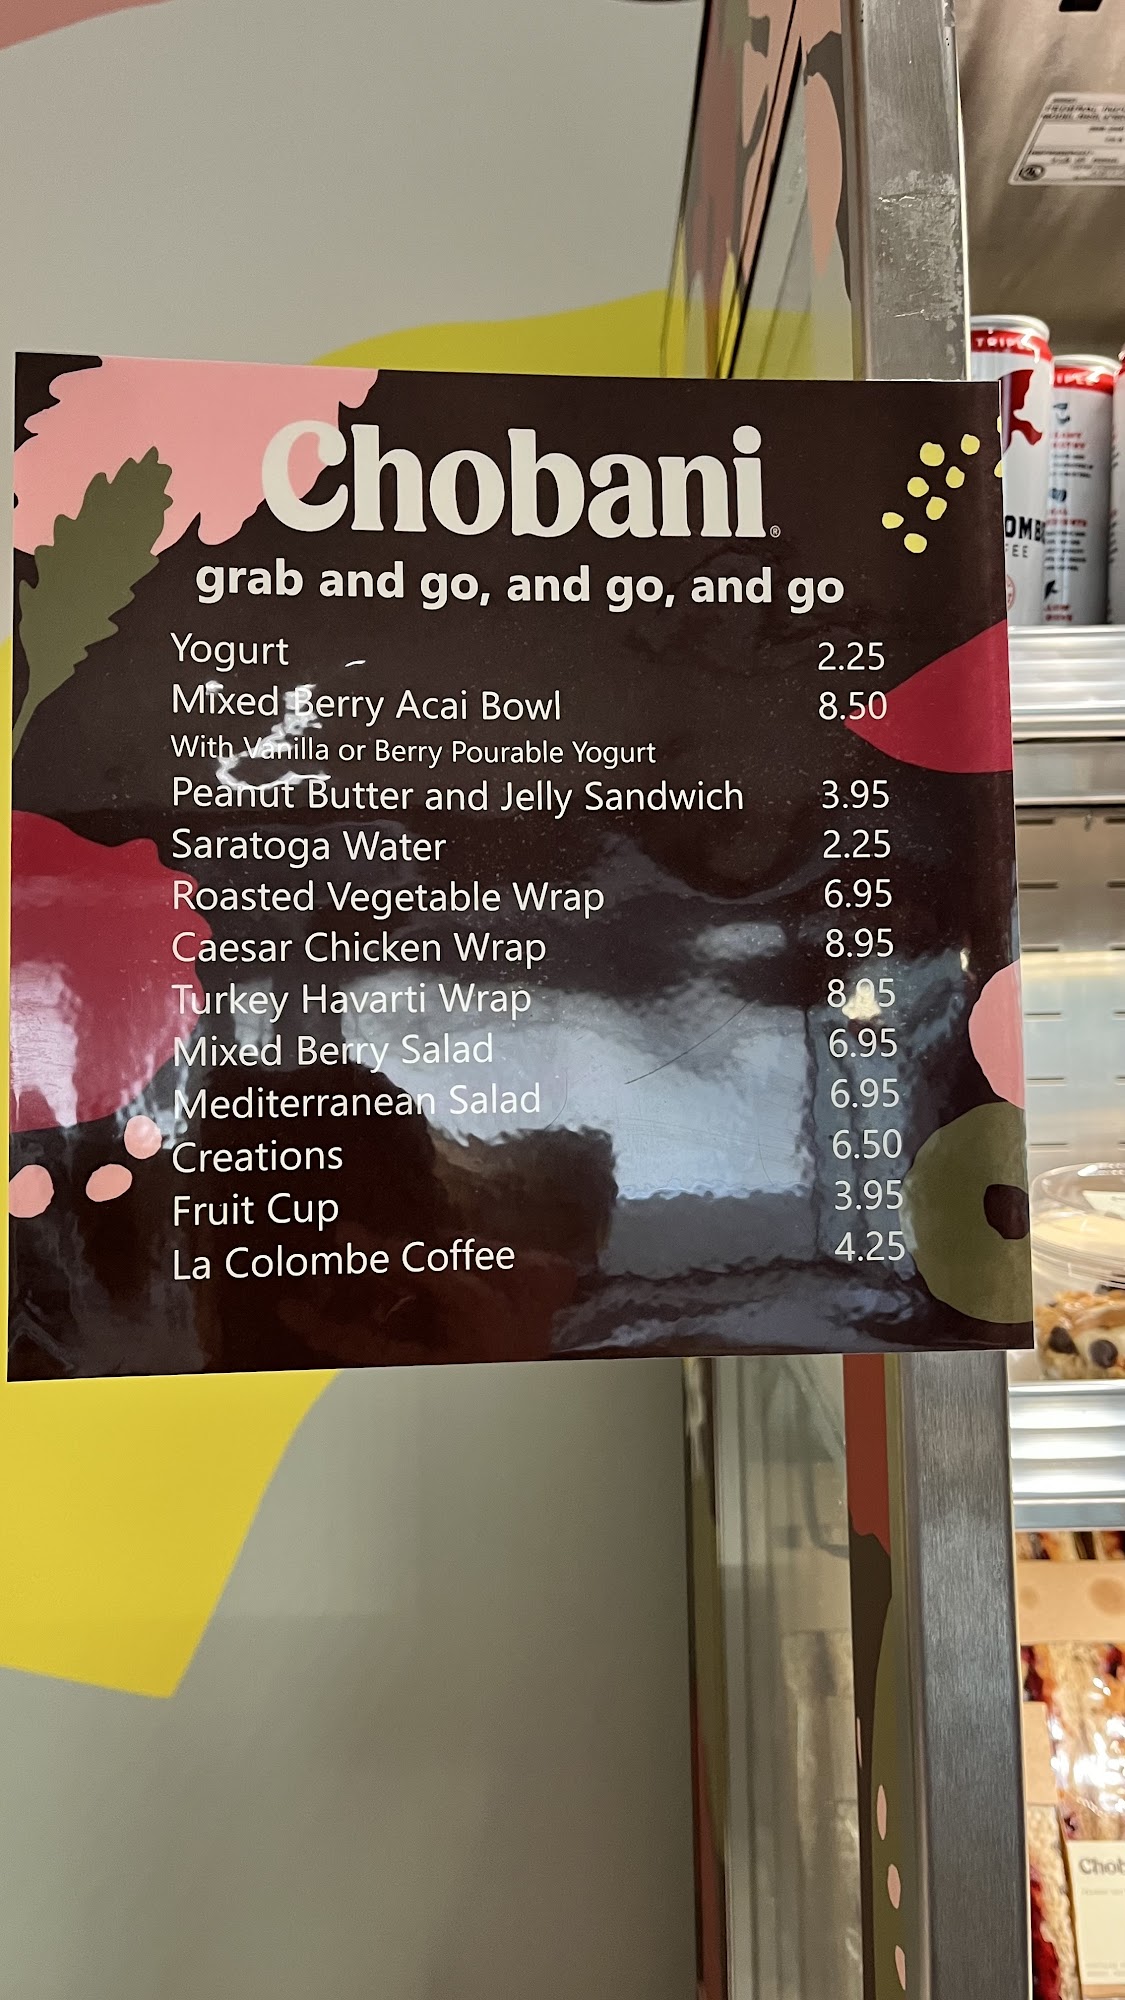 Chobani®
grab and go, and go, and go
Yogurt 2.25
Mixed Berry Acai Bowl 8.50
With Vanilla or Berry Pourable Yogurt
Peanut Butter and Jelly Sandwich 3.95
Saratoga Water 2.25
Roasted Vegetable Wrap 6.95
Caesar Chicken Wrap 8.95
Turkey Havarti Wrap 8.95
Mixed Berry Salad 6.95
Mediterranean Salad 6.95
Creations 6.50
Fruit Cup 3.95
La Colombe Coffee 4.25
TRIPLE